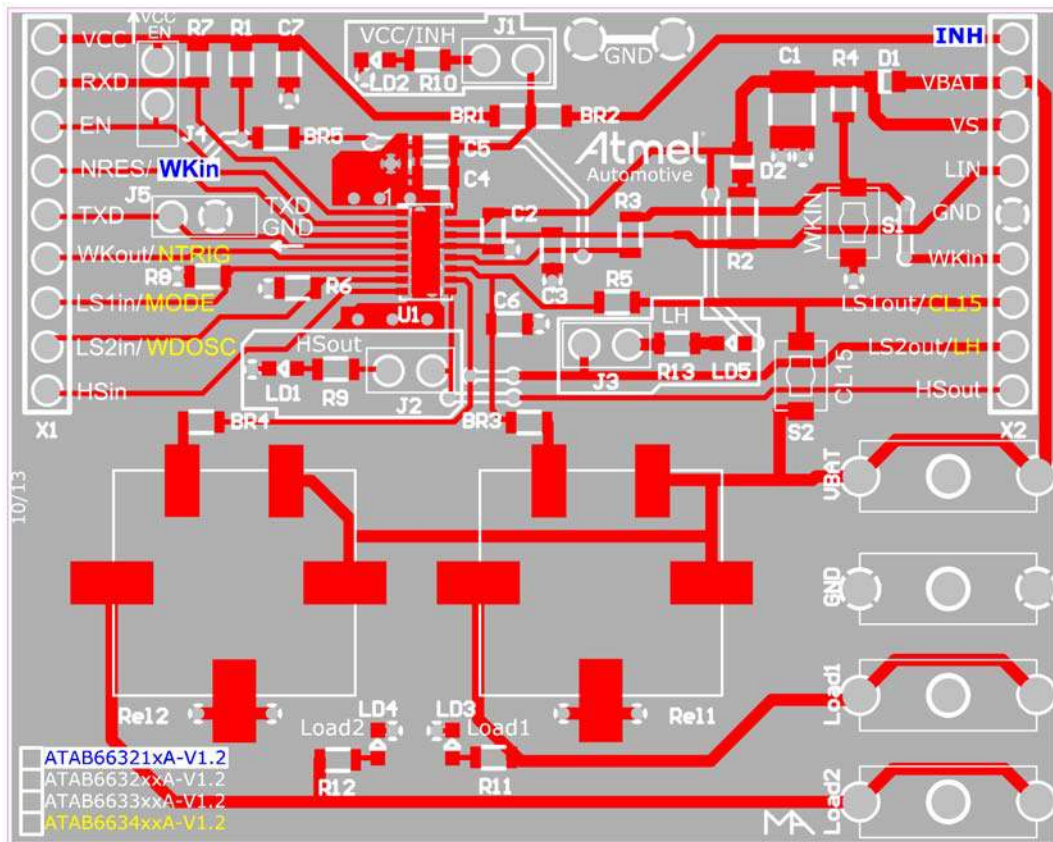 VCC
EN
R7
R1
C7
J1
VCC/INH
LD2
R10
GND
INH
VCC
RXD
EN
NRES/WKin
TXD
WKout/NTRIG
LS1in/MODE
LS2in/WDOSC
HSin
X1
J4
J5
BR5
TXD
GND
R8
R6
BR1
BR2
C5
C4
1
Atmel
Automotive
C1
R4
D1
D2
VBAT
VS
LIN
GND
WKin
LS1out/CL15
LS2out/LH
HSout
X2
C2
R3
R2
WKIN
S1
C3
R5
U1
C6
LH
J3
R13
LD5
CL15
S2
HSout
LD1
R9
J2
BR4
BR3
10/13
VBAT
GND
Load1
Load2
Rel2
Load2
LD4
LD3
Load1
Rel1
R12
R11
ATAB66321xA-V1.2
ATAB6632xxA-V1.2
ATAB6633xxA-V1.2
ATAB6634xxA-V1.2
MA